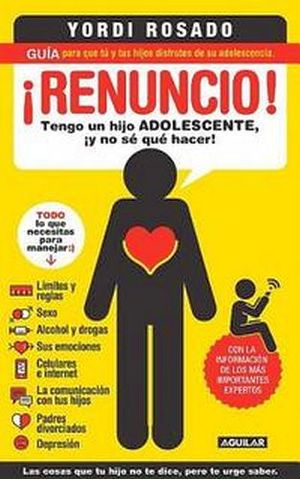 YORDI ROSADO
GUÍA para que tú y tus hijos disfruten de su adolescencia.
¡RENUNCIO!
Tengo un hijo ADOLESCENTE,
¡y no sé qué hacer!
TODO
lo que
necesitas
para
manejar:)
Límites y
reglas
Sexo
Alcohol y drogas
Sus emociones
Celulares
e internet
La comunicación
con tus hijos
Padres
divorciados
Depresión
CON LA
INFORMACIÓN
DE LOS MÁS
IMPORTANTES
EXPERTOS
AGUILAR
Las cosas que tu hijo no te dice, pero te urge saber.